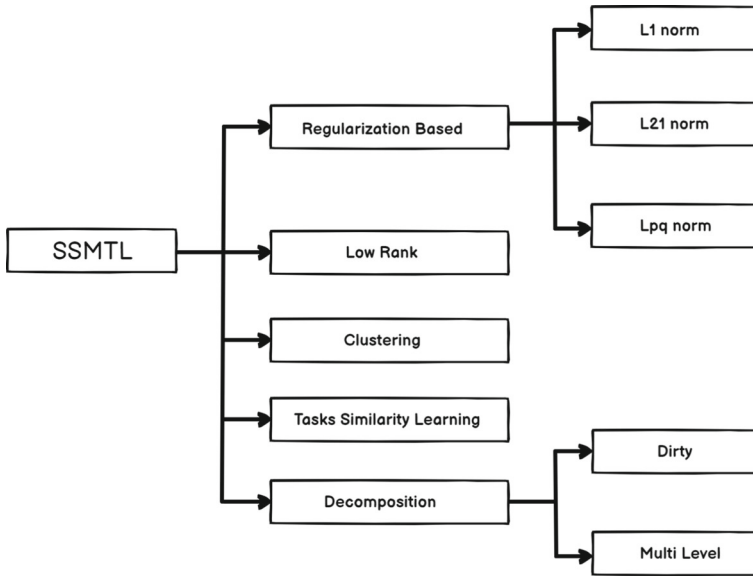 SSMTL
Regularization Based
L1 norm
L21 norm
Lpq norm
Low Rank
Clustering
Tasks Similarity Learning
Decomposition
Dirty
Multi Level